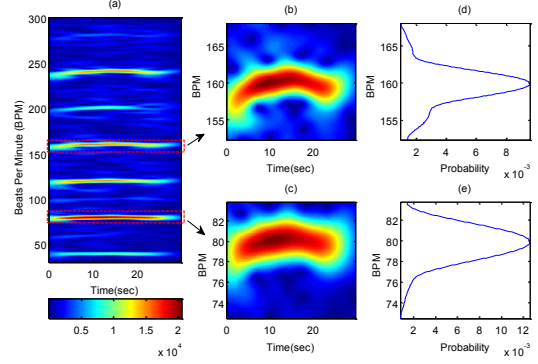 (a)
Beats Per Minute (BPM)
300
250
200
150
100
50
0 10 20
Time(sec)
0.5 1 1.5 2
x 10⁴
(b)
BPM
165
160
155
0 10 20
Time(sec)
(d)
BPM
165
160
155
2 4 6 8
Probability
x 10⁻³
(c)
BPM
82
80
78
76
74
0 10 20
Time(sec)
(e)
BPM
82
80
78
76
74
2 4 6 8 10 12
Probability
x 10⁻³